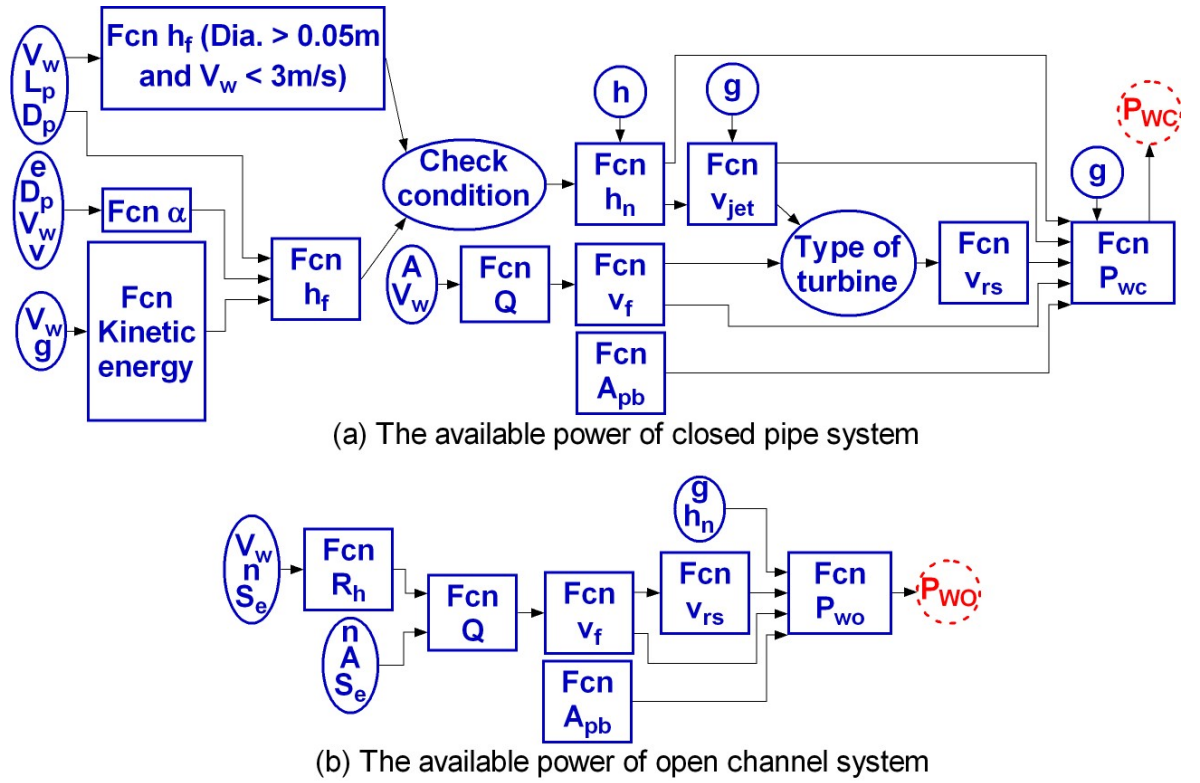 V_w
L_p
D_p
Fcn h_f (Dia. > 0.05m
and V_w < 3m/s)
e
D_p
V_w
v
Fcn α
V_w
g
Fcn
Kinetic
energy
Fcn
h_f
Check
condition
A
V_w
Fcn
Q
h
Fcn
h_n
g
Fcn
v_jet
Fcn
v_f
Fcn
A_pb
Type of
turbine
Fcn
v_rs
g
Fcn
P_wc
P_WC
(a) The available power of closed pipe system
V_w
n
S_e
Fcn
R_h
n
A
S_e
Fcn
Q
Fcn
v_f
Fcn
A_pb
g
h_n
Fcn
v_rs
Fcn
P_wo
P_WO
(b) The available power of open channel system